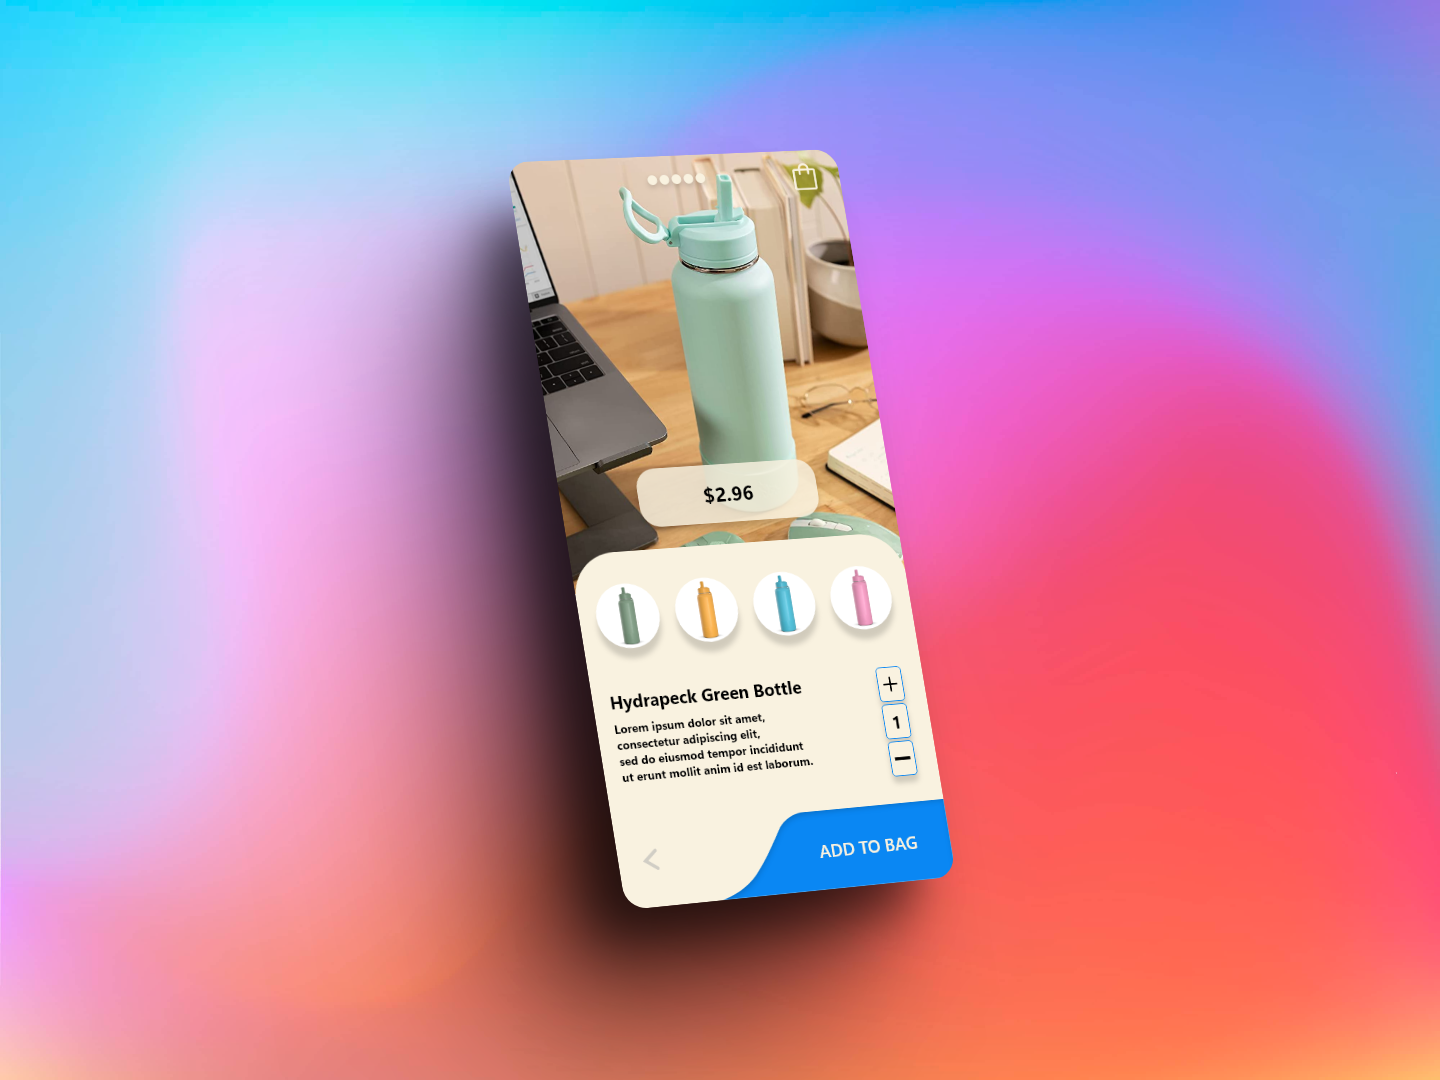 $2.96
Hydrapeck Green Bottle
Lorem ipsum dolor sit amet,
consectetur adipiscing elit,
sed do eiusmod tempor incididunt
ut erunt mollit anim id est laborum.
+
1
−
ADD TO BAG